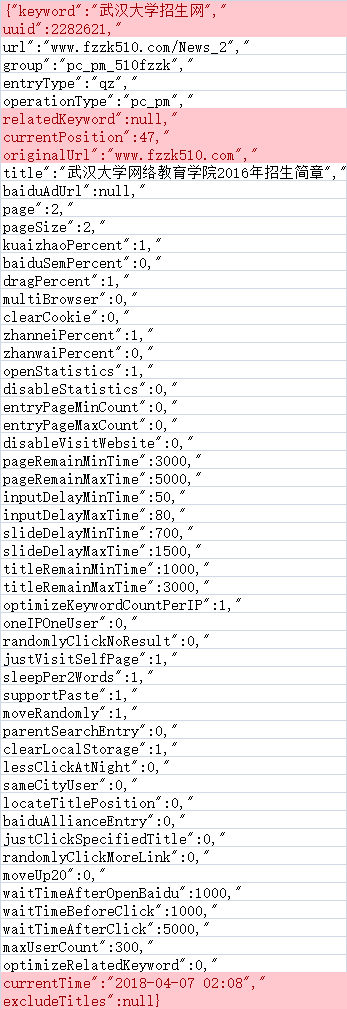 {"keyword":"武汉大学招生网","
uuid":2282621,"
url":"www.fzzk510.com/News_2","
group":"pc_pm_510fzzk","
entryType":"qz","
operationType":"pc_pm","
relatedKeyword":null,"
currentPosition":47,"
originalUrl":"www.fzzk510.com","
title":"武汉大学网络教育学院2016年招生简章","
baiduAdUrl":null,"
page":2,"
pageSize":2,"
kuaizhaoPercent":1,"
baiduSemPercent":0,"
dragPercent":1,"
multiBrowser":0,"
clearCookie":0,"
zhanneiPercent":1,"
zhanwaiPercent":0,"
openStatistics":1,"
disableStatistics":0,"
entryPageMinCount":0,"
entryPageMaxCount":0,"
disableVisitWebsite":0,"
pageRemainMinTime":3000,"
pageRemainMaxTime":5000,"
inputDelayMinTime":50,"
inputDelayMaxTime":80,"
slideDelayMinTime":700,"
slideDelayMaxTime":1500,"
titleRemainMinTime":1000,"
titleRemainMaxTime":3000,"
optimizeKeywordCountPerIP":1,"
oneIPOneUser":0,"
randomlyClickNoResult":0,"
justVisitSelfPage":1,"
sleepPer2Words":1,"
supportPaste":1,"
moveRandomly":1,"
parentSearchEntry":0,"
clearLocalStorage":1,"
lessClickAtNight":0,"
sameCityUser":0,"
locateTitlePosition":0,"
baiduAllianceEntry":0,"
justClickSpecifiedTitle":0,"
randomlyClickMoreLink":0,"
moveUp20":0,"
waitTimeAfterOpenBaidu":1000,"
waitTimeBeforeClick":1000,"
waitTimeAfterClick":5000,"
maxUserCount":300,"
optimizeRelatedKeyword":0,"
currentTime":"2018-04-07 02:08","
excludeTitles":null}